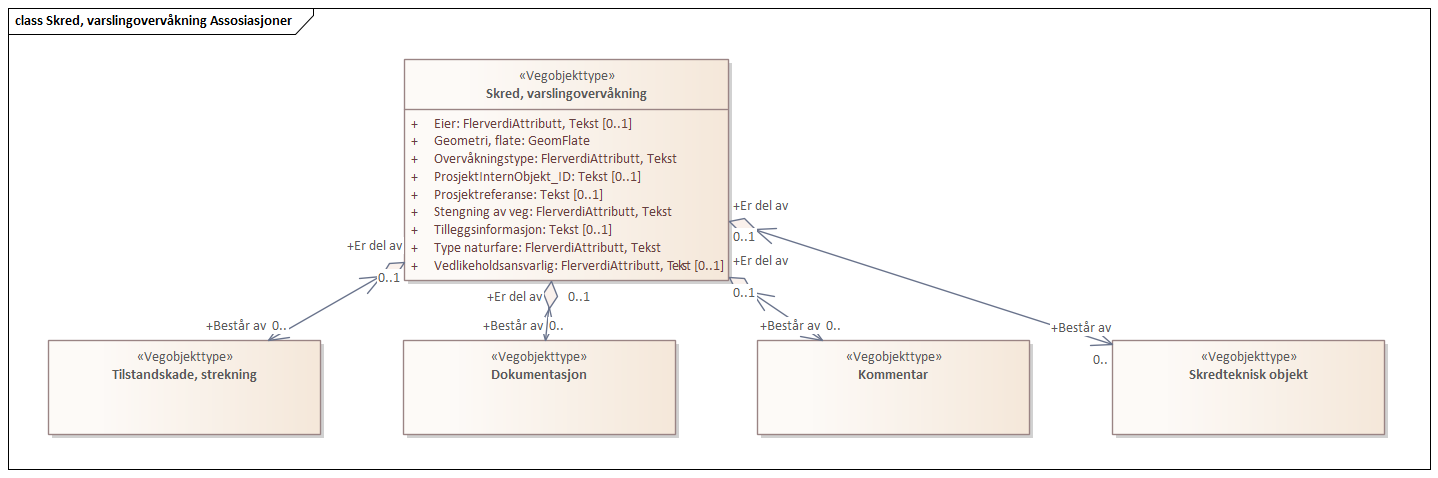 class Skred, varslingovervåkning Assosiasjoner
«Vegobjekttype»
Skred, varslingovervåkning
+ Eier: FlerverdiAttributt, Tekst [0..1]
+ Geometri, flate: GeomFlate
+ Overvåkningstype: FlerverdiAttributt, Tekst
+ ProsjektInternObjekt_ID: Tekst [0..1]
+ Prosjektreferanse: Tekst [0..1]
+ Stengning av veg: FlerverdiAttributt, Tekst
+ Tilleggsinformasjon: Tekst [0..1]
+ Type naturfare: FlerverdiAttributt, Tekst
+ Vedlikeholdsansvarlig: FlerverdiAttributt, Tekst [0..1]
+Er del av
0..1
+Er del av
0..1
+Er del av
0..1
+Er del av
0..1
+Består av 0..
+Består av 0..
+Består av 0..
+Består av
0..
«Vegobjekttype»
Tilstandskade, strekning
«Vegobjekttype»
Dokumentasjon
«Vegobjekttype»
Kommentar
«Vegobjekttype»
Skredteknisk objekt